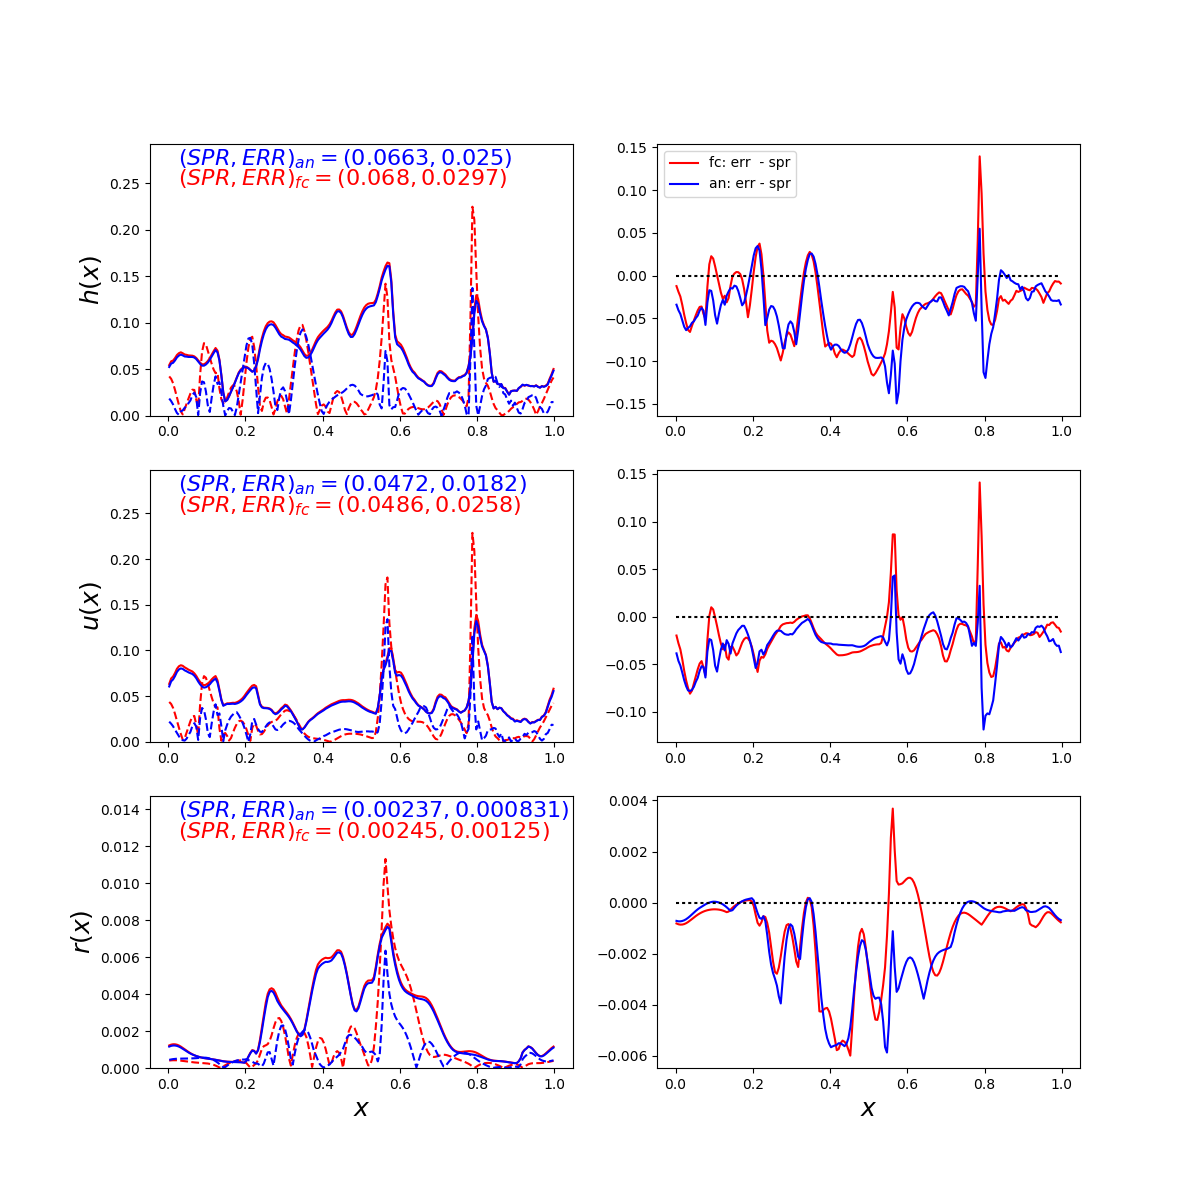 (SPR, ERR)an = (0.0663, 0.025)
(SPR, ERR)fc = (0.068, 0.0297)
h(x)
0.25
0.20
0.15
0.10
0.05
0.00
0.0 0.2 0.4 0.6 0.8 1.0
fc: err - spr
an: err - spr
0.15
0.10
0.05
0.00
−0.05
−0.10
−0.15
0.0 0.2 0.4 0.6 0.8 1.0
(SPR, ERR)an = (0.0472, 0.0182)
(SPR, ERR)fc = (0.0486, 0.0258)
u(x)
0.25
0.20
0.15
0.10
0.05
0.00
0.0 0.2 0.4 0.6 0.8 1.0
0.15
0.10
0.05
0.00
−0.05
−0.10
0.0 0.2 0.4 0.6 0.8 1.0
(SPR, ERR)an = (0.00237, 0.000831)
(SPR, ERR)fc = (0.00245, 0.00125)
r(x)
0.014
0.012
0.010
0.008
0.006
0.004
0.002
0.000
0.0 0.2 0.4 0.6 0.8 1.0
x
0.004
0.002
0.000
−0.002
−0.004
−0.006
0.0 0.2 0.4 0.6 0.8 1.0
x